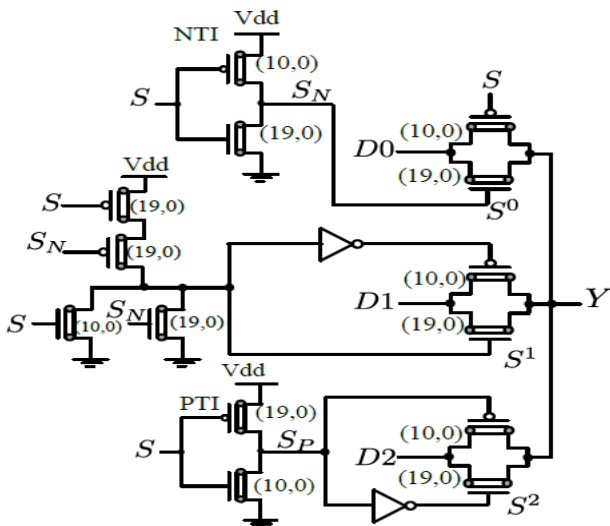 Vdd
NTI
(10,0)
S
S_N
(19,0)
S
D0
(10,0)
(19,0)
S^0
Vdd
S
(19,0)
S_N
(19,0)
S
(10,0)
S_N
(19,0)
D1
(10,0)
(19,0)
S^1
Y
Vdd
PTI
(19,0)
S
S_P
(10,0)
D2
(10,0)
(19,0)
S^2